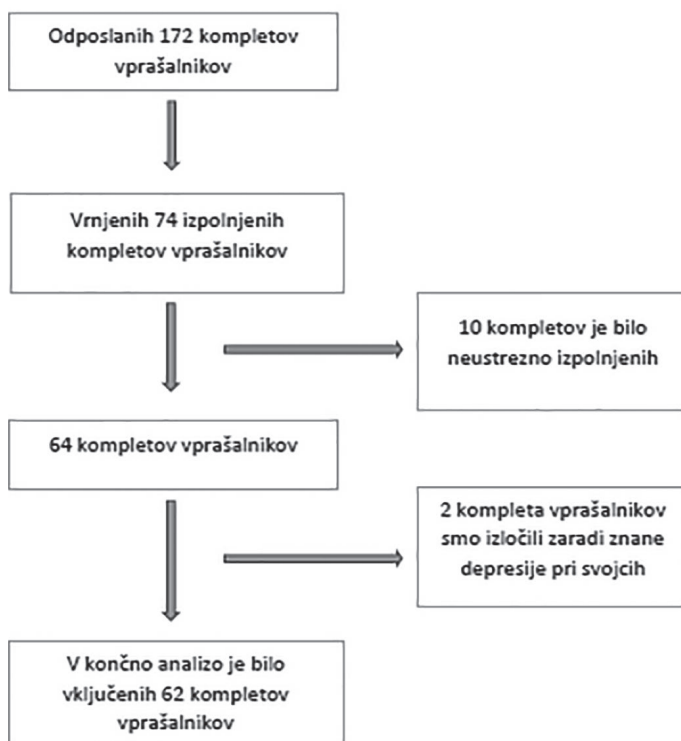 Odposlanih 172 kompletov
vprašalnikov
Vrnjenih 74 izpolnjenih
kompletov vprašalnikov
10 kompletov je bilo
neustrezno izpolnjenih
64 kompletov vprašalnikov
2 kompleta vprašalnikov
smo izločili zaradi znane
depresije pri svojcih
V končno analizo je bilo
vključenih 62 kompletov
vprašalnikov